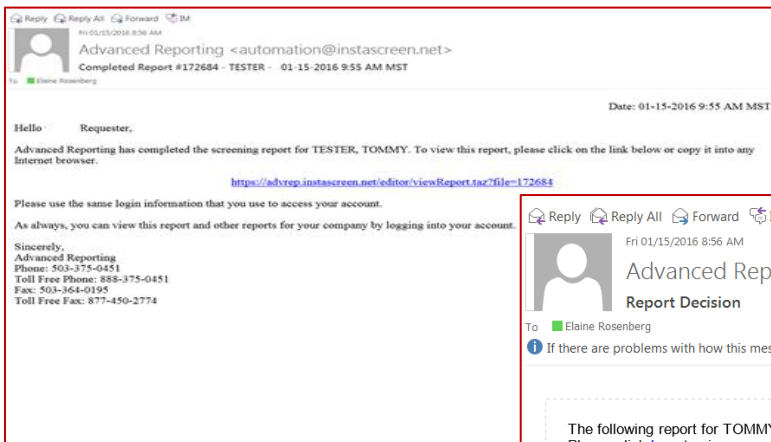 Reply Reply All Forward IM
Fri 01/15/2016 8:56 AM
Advanced Reporting <automation@instascreen.net>
Completed Report #172684 - TESTER - 01-15-2016 9:55 AM MST
To Elaine Rosenberg
Date: 01-15-2016 9:55 AM MST
Hello Requester,
Advanced Reporting has completed the screening report for TESTER, TOMMY. To view this report, please click on the link below or copy it into any
Internet browser.
https://advrep.instascreen.net/editor/viewReport.taz?file=172684
Please use the same login information that you use to access your account.
As always, you can view this report and other reports for your company by logging into your account.
Sincerely,
Advanced Reporting
Phone: 503-375-0451
Toll Free Phone: 888-375-0451
Fax: 503-364-0195
Toll Free Fax: 877-450-2774
Reply Reply All Forward
Fri 01/15/2016 8:56 AM
Advanced Rep
Report Decision
To Elaine Rosenberg
If there are problems with how this mes
The following report for TOMMY